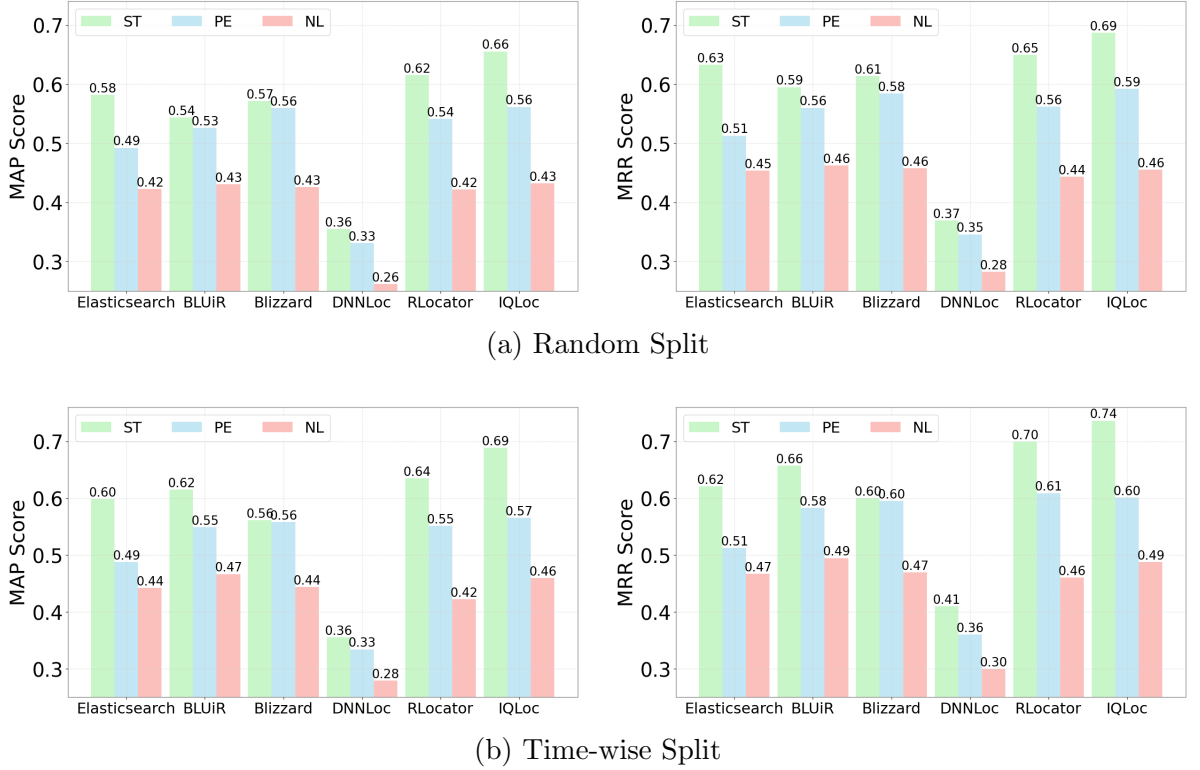 ST PE NL
MAP Score
0.7
0.6
0.5
0.4
0.3
0.58 0.49 0.42
0.54 0.53 0.43
0.57 0.56 0.43
0.36 0.33 0.26
0.62 0.54 0.42
0.66 0.56 0.43
Elasticsearch BLUiR Blizzard DNNLoc RLocator IQLoc
ST PE NL
MRR Score
0.7
0.6
0.5
0.4
0.3
0.63 0.51 0.45
0.59 0.56 0.46
0.61 0.58 0.46
0.37 0.35 0.28
0.65 0.56 0.44
0.69 0.59 0.46
Elasticsearch BLUiR Blizzard DNNLoc RLocator IQLoc
(a) Random Split
ST PE NL
MAP Score
0.7
0.6
0.5
0.4
0.3
0.60 0.49 0.44
0.62 0.55 0.47
0.56 0.56 0.44
0.36 0.33 0.28
0.64 0.55 0.42
0.69 0.57 0.46
Elasticsearch BLUiR Blizzard DNNLoc RLocator IQLoc
ST PE NL
MRR Score
0.7
0.6
0.5
0.4
0.3
0.62 0.51 0.47
0.66 0.58 0.49
0.60 0.60 0.47
0.41 0.36 0.30
0.70 0.61 0.46
0.74 0.60 0.49
Elasticsearch BLUiR Blizzard DNNLoc RLocator IQLoc
(b) Time-wise Split